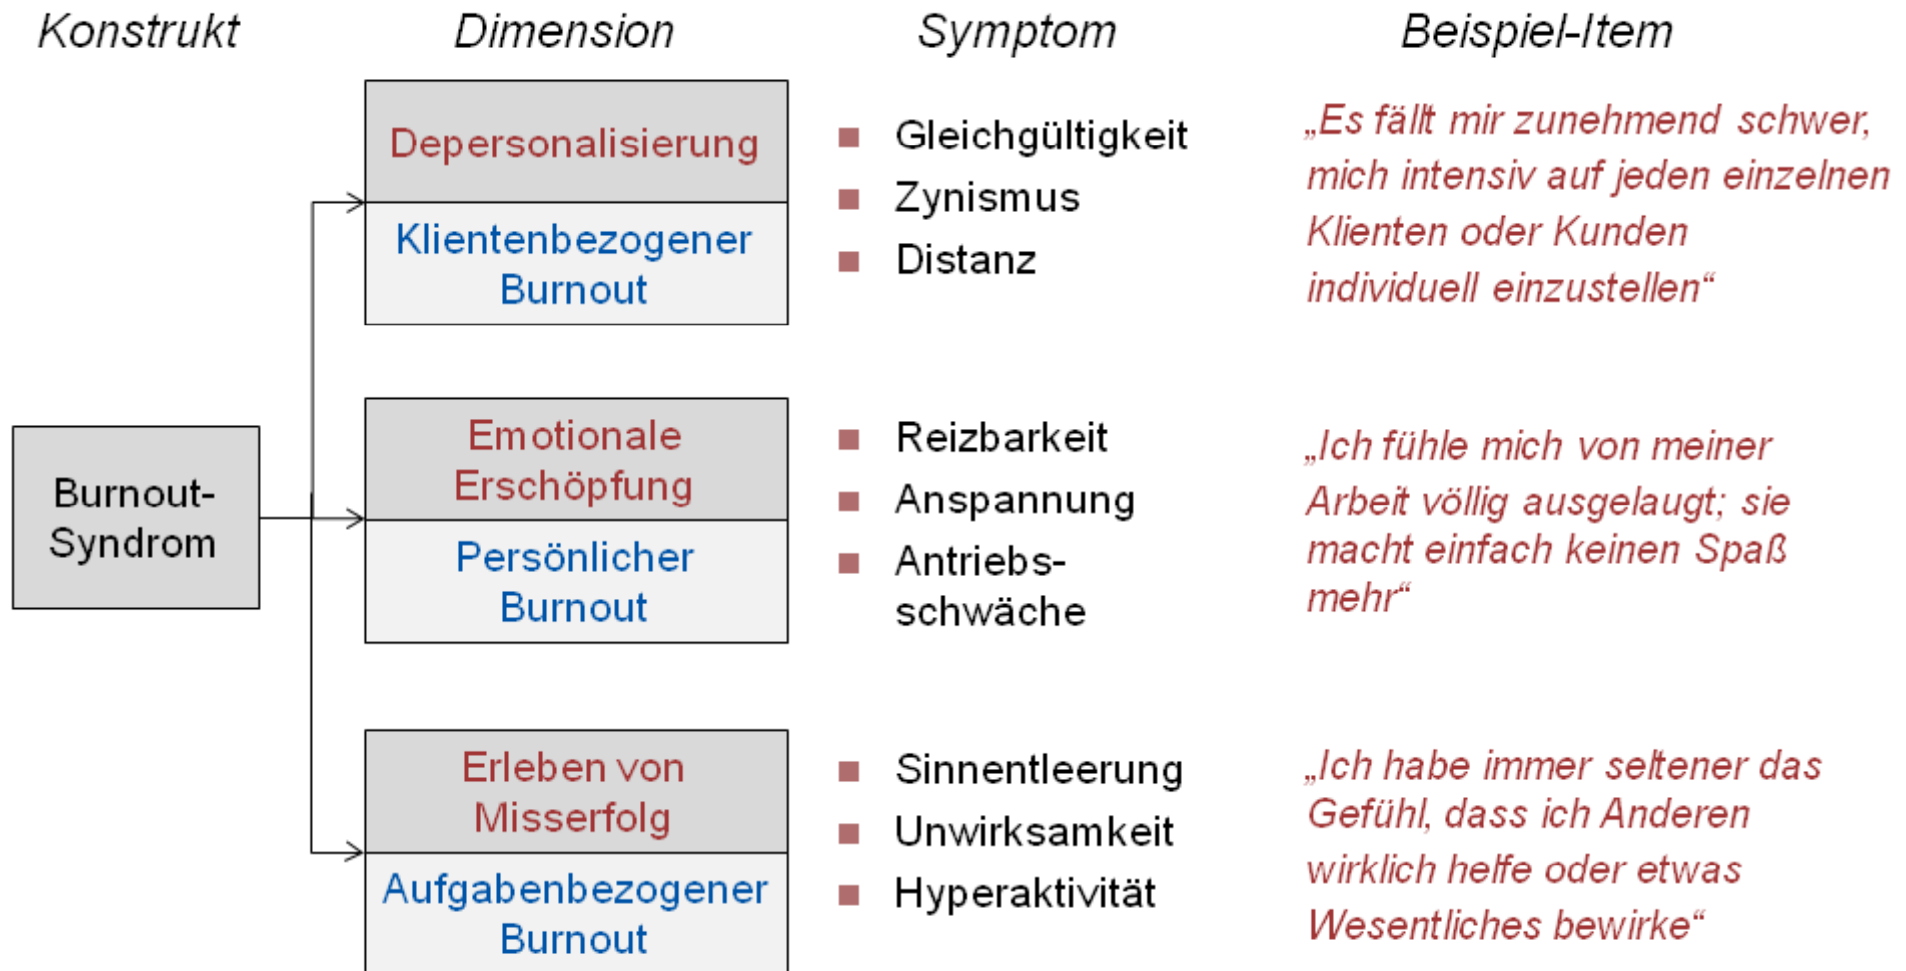 Konstrukt
Dimension
Symptom
Beispiel-Item
Burnout-
Syndrom
Depersonalisierung
Klientenbezogener
Burnout
Gleichgültigkeit
Zynismus
Distanz
„Es fällt mir zunehmend schwer,
mich intensiv auf jeden einzelnen
Klienten oder Kunden
individuell einzustellen“
Emotionale
Erschöpfung
Persönlicher
Burnout
Reizbarkeit
Anspannung
Antriebs-
schwäche
„Ich fühle mich von meiner
Arbeit völlig ausgelaugt; sie
macht einfach keinen Spaß
mehr“
Erleben von
Misserfolg
Aufgabenbezogener
Burnout
Sinnentleerung
Unwirksamkeit
Hyperaktivität
„Ich habe immer seltener das
Gefühl, dass ich Anderen
wirklich helfe oder etwas
Wesentliches bewirke“